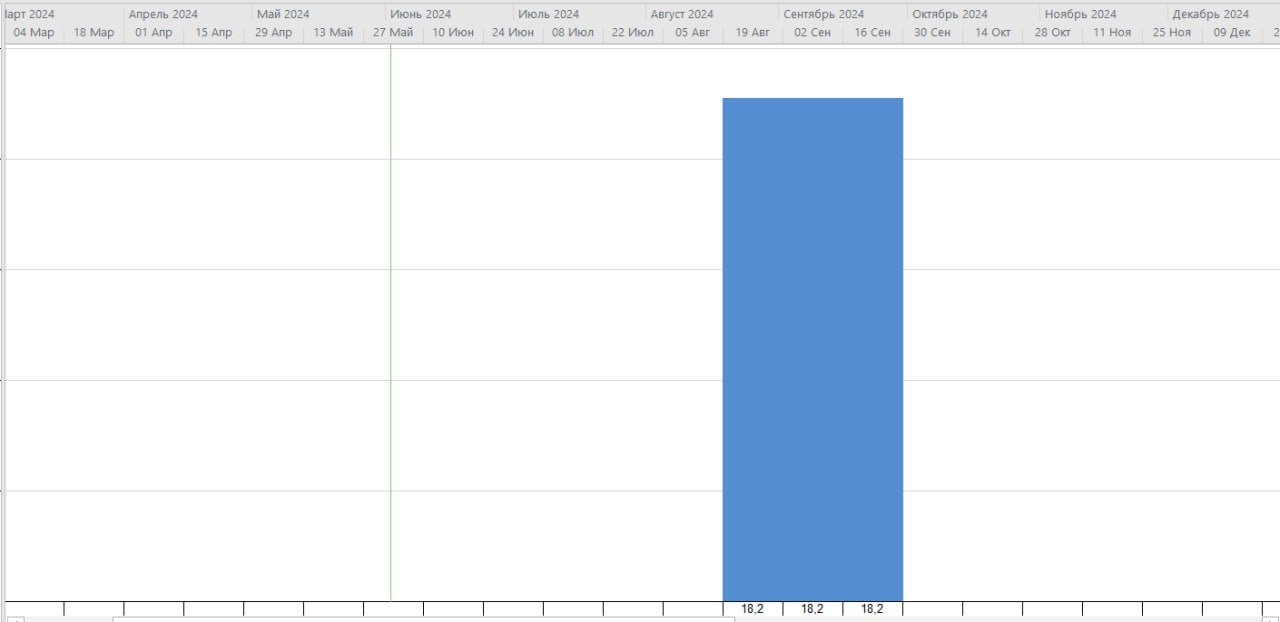 арт 2024 Апрель 2024 Май 2024 Июнь 2024 Июль 2024 Август 2024 Сентябрь 2024 Октябрь 2024 Ноябрь 2024 Декабрь 2024
04 Мар 18 Мар 01 Апр 15 Апр 29 Апр 13 Май 27 Май 10 Июн 24 Июн 08 Июл 22 Июл 05 Авг 19 Авг 02 Сен 16 Сен 30 Сен 14 Окт 28 Окт 11 Ноя 25 Ноя 09 Дек 2
18,2 18,2 18,2